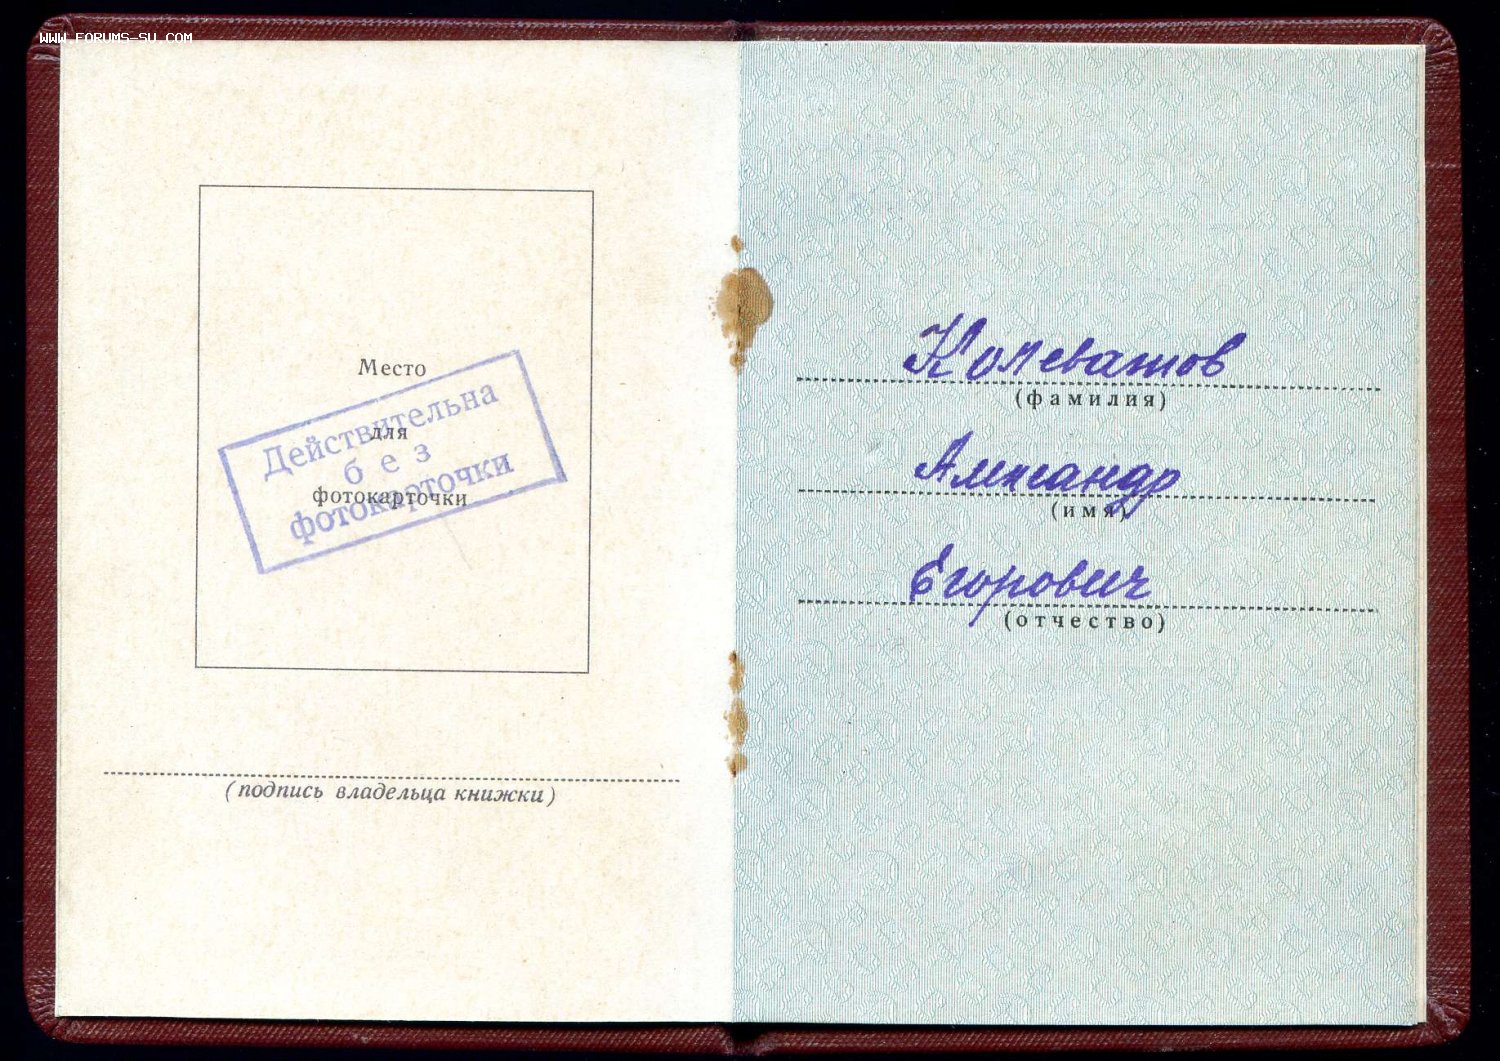 WWW.FORUMS-SU.COM
Место
для
фотокарточки
Действительна
без
фотокарточки
(подпись владельца книжки)
Колеватов
(фамилия)
Александр
(имя)
Егорович
(отчество)